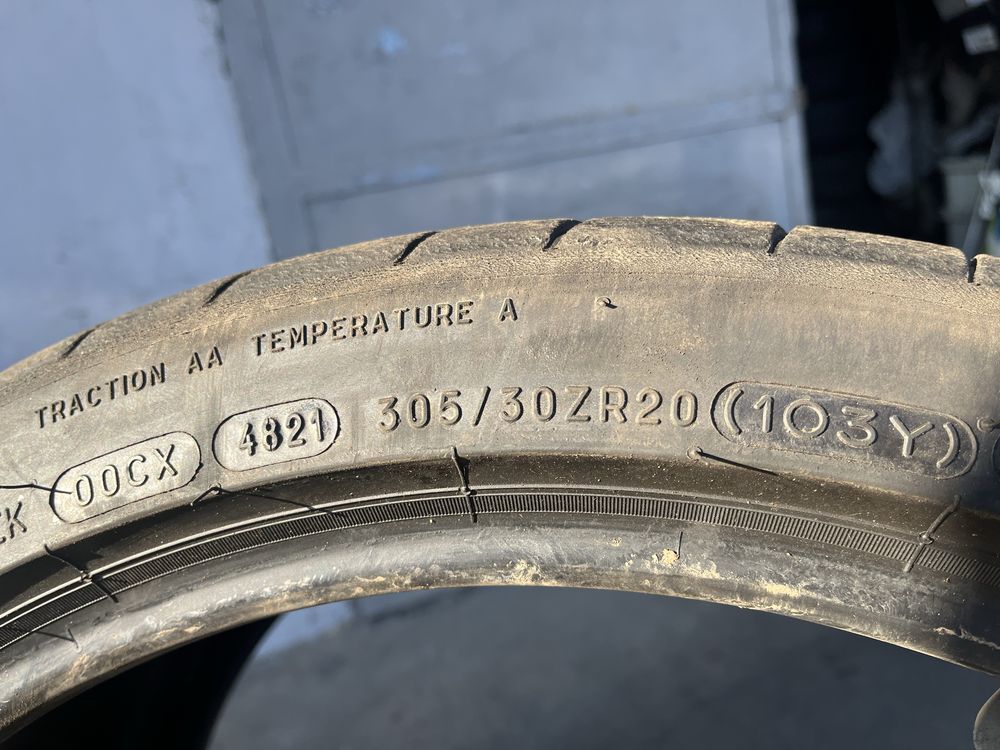 TRACTION AA TEMPERATURE A
00CX 4821 305/30ZR20 (103Y)